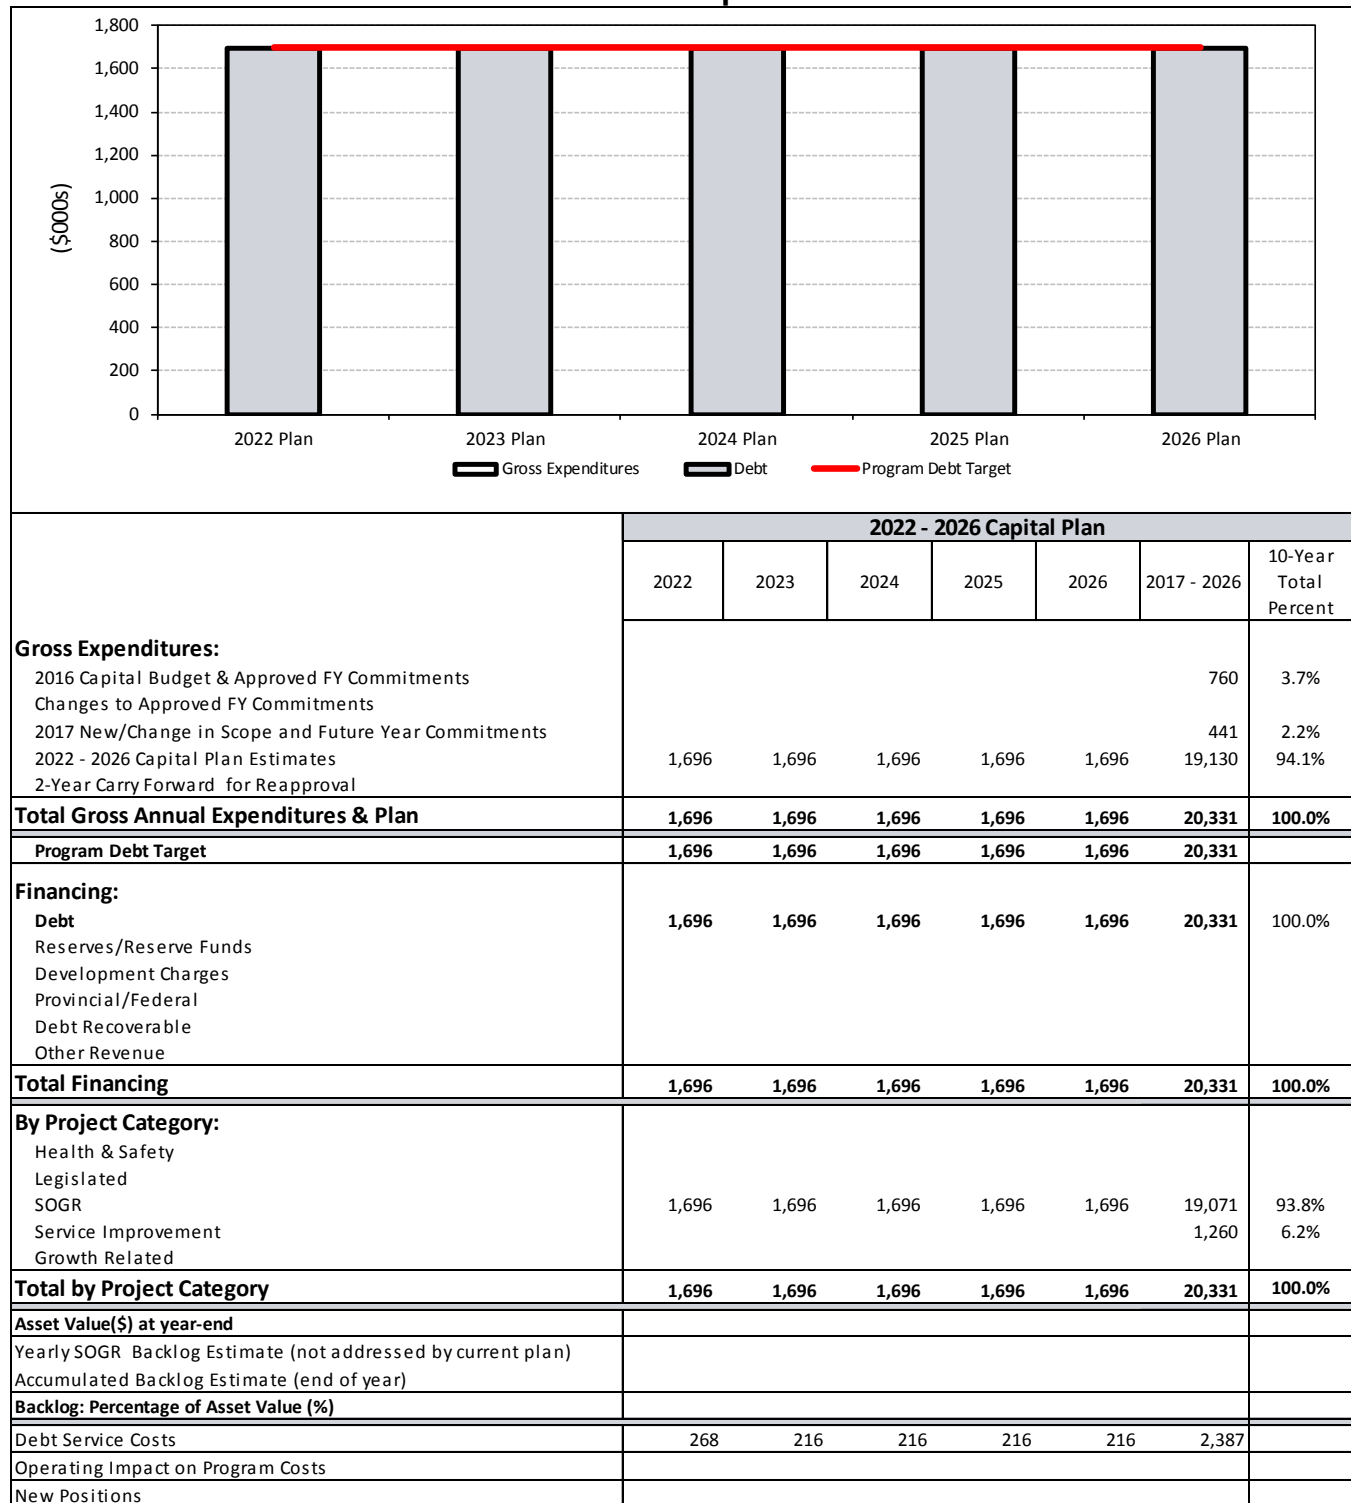 1,800
1,600
1,400
1,200
1,000
800
600
400
200
0
($000s)
2022 Plan 2023 Plan 2024 Plan 2025 Plan 2026 Plan
Gross Expenditures Debt Program Debt Target
2022 - 2026 Capital Plan
2022 2023 2024 2025 2026 2017 - 2026 10-Year Total Percent
Gross Expenditures:
2016 Capital Budget & Approved FY Commitments 760 3.7%
Changes to Approved FY Commitments
2017 New/Change in Scope and Future Year Commitments 441 2.2%
2022 - 2026 Capital Plan Estimates 1,696 1,696 1,696 1,696 1,696 19,130 94.1%
2-Year Carry Forward for Reapproval
Total Gross Annual Expenditures & Plan 1,696 1,696 1,696 1,696 1,696 20,331 100.0%
Program Debt Target 1,696 1,696 1,696 1,696 1,696 20,331
Financing:
Debt 1,696 1,696 1,696 1,696 1,696 20,331 100.0%
Reserves/Reserve Funds
Development Charges
Provincial/Federal
Debt Recoverable
Other Revenue
Total Financing 1,696 1,696 1,696 1,696 1,696 20,331 100.0%
By Project Category:
Health & Safety
Legislated
SOGR 1,696 1,696 1,696 1,696 1,696 19,071 93.8%
Service Improvement 1,260 6.2%
Growth Related
Total by Project Category 1,696 1,696 1,696 1,696 1,696 20,331 100.0%
Asset Value($) at year-end
Yearly SOGR Backlog Estimate (not addressed by current plan)
Accumulated Backlog Estimate (end of year)
Backlog: Percentage of Asset Value (%)
Debt Service Costs 268 216 216 216 216 2,387
Operating Impact on Program Costs
New Positions